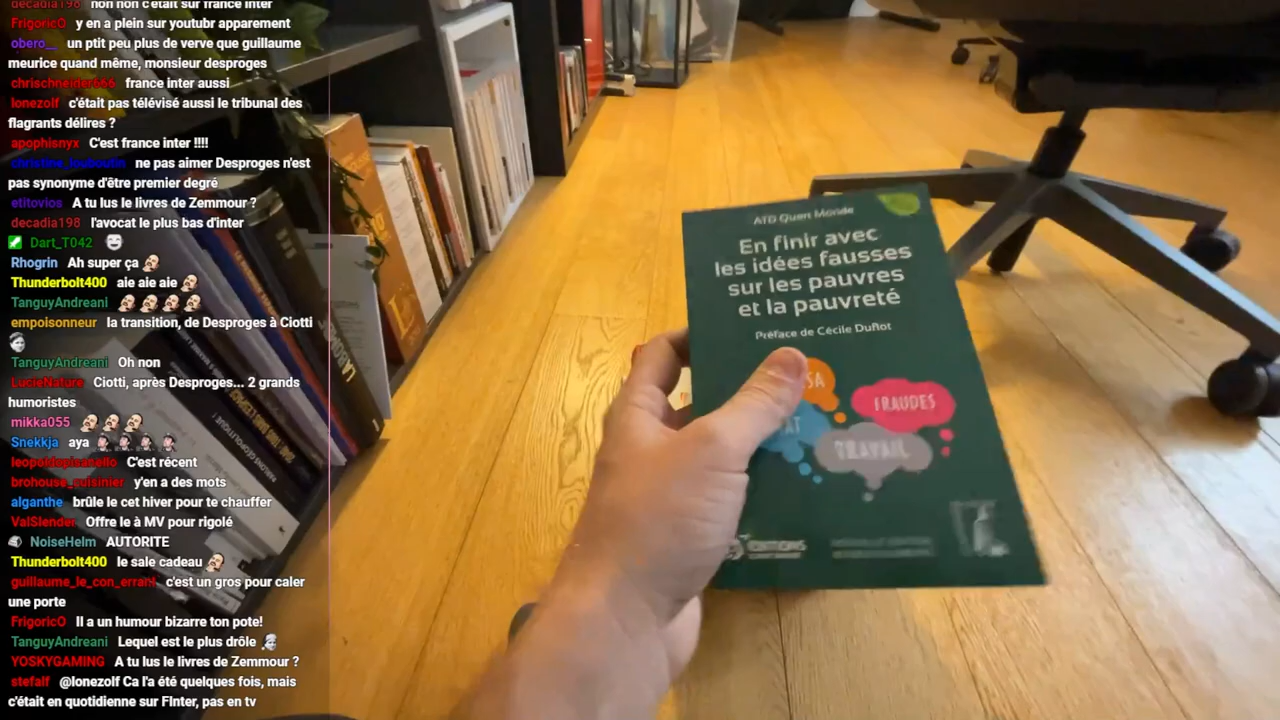 decadia198 non non c'était sur france inter
FrigoricO y en a plein sur youtubr apparement
obero__ un ptit peu plus de verve que guillaume
meurice quand même, monsieur desproges
chrischneider666 france inter aussi
lonezolf c'était pas télévisé aussi le tribunal des
flagrants délires ?
apophisnyx C'est france inter !!!!
christine_louboutin ne pas aimer Desproges n'est
pas synonyme d'être premier degré
etitovios A tu lus le livres de Zemmour ?
decadia198 l'avocat le plus bas d'inter
Dart_T042
Rhogrin Ah super ça
Thunderbolt400 aie aie aie
TanguyAndreani
empoisonneur la transition, de Desproges à Ciotti
TanguyAndreani Oh non
LucieNature Ciotti, après Desproges... 2 grands
humoristes
mikka055
Snekkja aya
leopoldopisanello C'est récent
brohouse_cuisinier y'en a des mots
alganthe brûle le cet hiver pour te chauffer
ValSlender Offre le à MV pour rigolé
NoiseHelm AUTORITE
Thunderbolt400 le sale cadeau
guillaume_le_con_errant c'est un gros pour caler
une porte
FrigoricO Il a un humour bizarre ton pote!
TanguyAndreani Lequel est le plus drôle
YOSKYGAMING A tu lus le livres de Zemmour ?
stefalf @lonezolf Ca l'a été quelques fois, mais
c'était en quotidienne sur FInter, pas en tv
ATD Quart Monde
En finir avec
les idées fausses
sur les pauvres
et la pauvreté
Préface de Cécile Duflot
FRAUDES
TRAVAIL